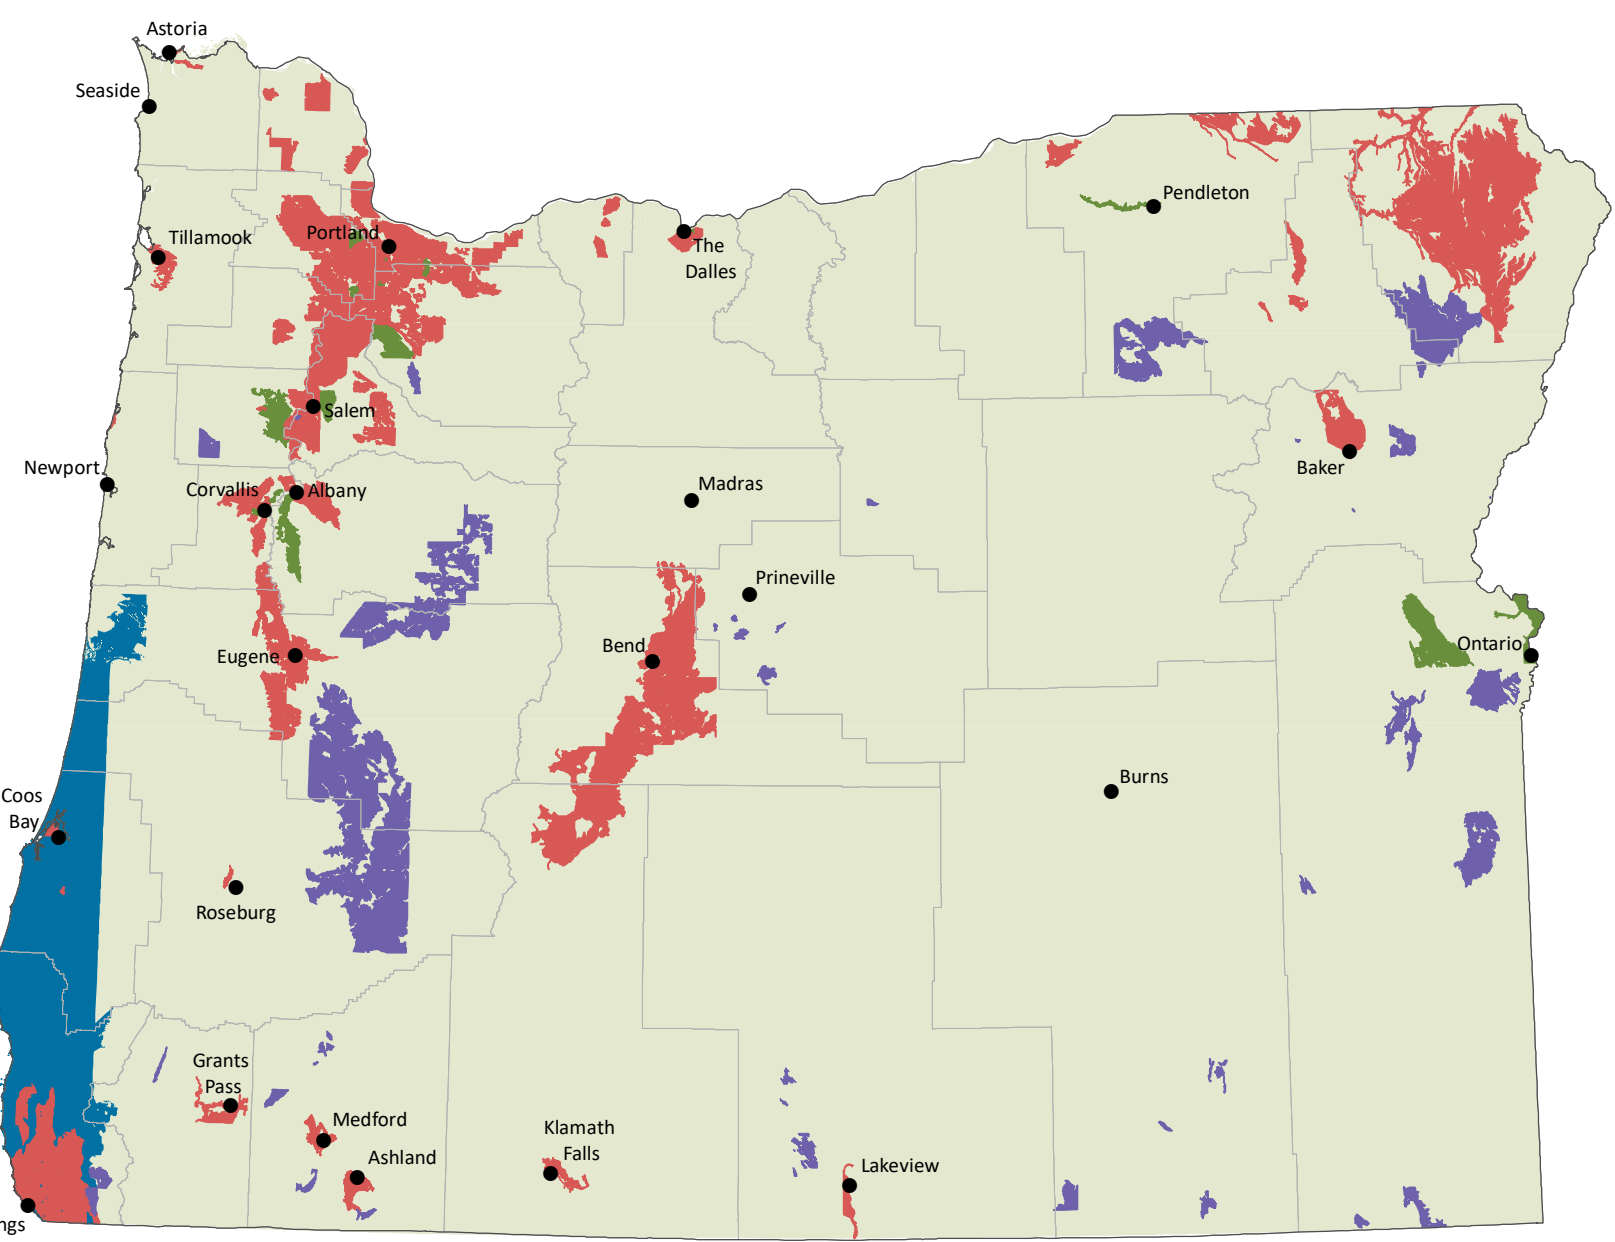 Astoria
Seaside
Pendleton
Portland
Tillamook
The
Dalles
Salem
Newport
Corvallis
Albany
Madras
Baker
Prineville
Bend
Eugene
Ontario
Burns
Coos
Bay
Roseburg
Grants
Pass
Medford
Klamath
Falls
Ashland
Lakeview
ngs